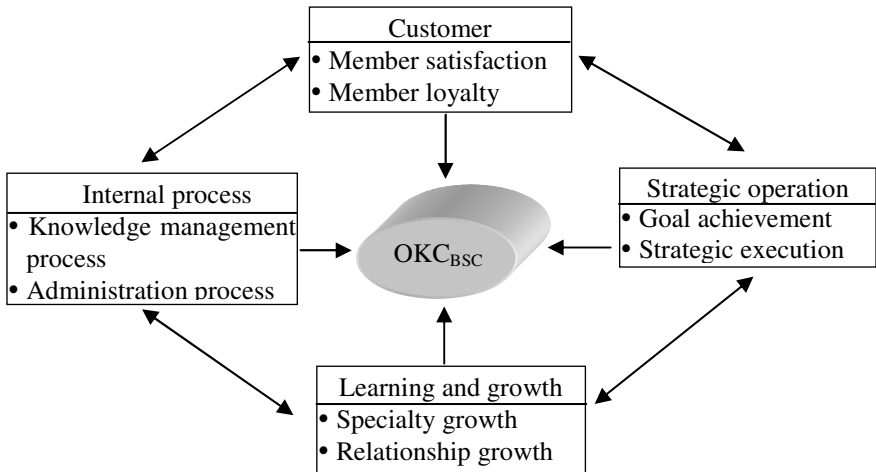 Customer
• Member satisfaction
• Member loyalty
Internal process
• Knowledge management
process
• Administration process
OKC_BSC
Strategic operation
• Goal achievement
• Strategic execution
Learning and growth
• Specialty growth
• Relationship growth